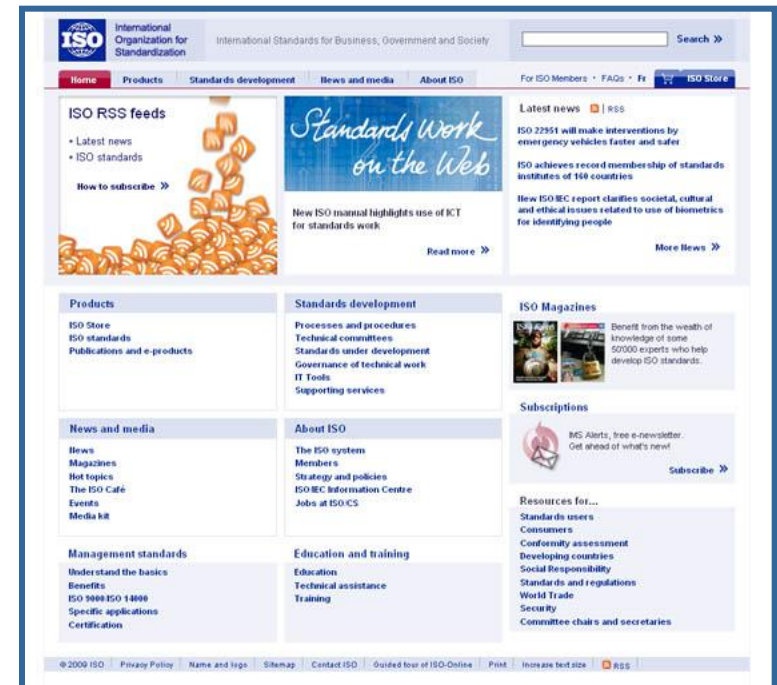 ISO
International
Organization for
Standardization
International Standards for Business, Government and Society
Search »
Home
Products
Standards development
News and media
About ISO
For ISO Members • FAQs • Fr
ISO Store
ISO RSS feeds
• Latest news
• ISO standards
How to subscribe »
Standards Work
on the Web
New ISO manual highlights use of ICT
for standards work
Read more »
Latest news | RSS
ISO 22951 will make interventions by
emergency vehicles faster and safer
ISO achieves record membership of standards
institutes of 160 countries
New ISO/IEC report clarifies societal, cultural
and ethical issues related to use of biometrics
for identifying people
More News »
Products
ISO Store
ISO standards
Publications and e-products
Standards development
Processes and procedures
Technical committees
Standards under development
Governance of technical work
IT Tools
Supporting services
ISO Magazines
Benefit from the wealth of
knowledge of some
50'000 experts who help
develop ISO standards.
Subscriptions
IMS Alerts, free e-newsletter.
Get ahead of what's new!
Subscribe »
News and media
News
Magazines
Hot topics
The ISO Café
Events
Media kit
About ISO
The ISO system
Members
Strategy and policies
ISO/IEC Information Centre
Jobs at ISO/CS
Resources for...
Standards users
Consumers
Conformity assessment
Developing countries
Social Responsibility
Standards and regulations
World Trade
Security
Committee chairs and secretaries
Management standards
Understand the basics
Benefits
ISO 9000/ISO 14000
Specific applications
Certification
Education and training
Education
Technical assistance
Training
© 2009 ISO | Privacy Policy | Name and logo | Sitemap | Contact ISO | Guided tour of ISO-Online | Print | Increase text size | RSS